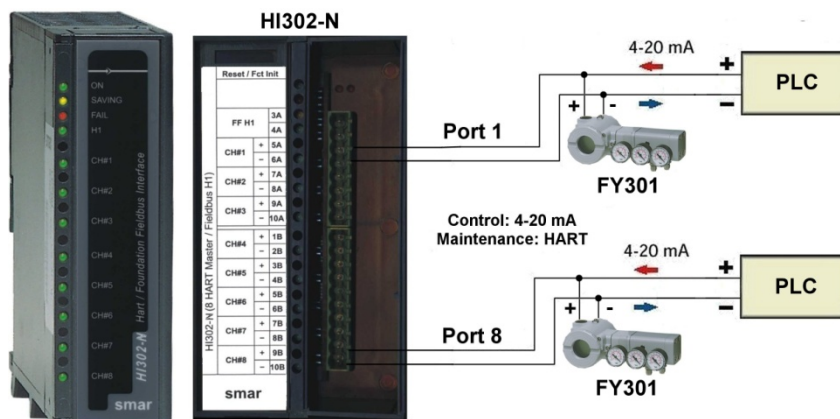 HI302-N
ON
SAVING
FAIL
H1
CH#1
CH#2
CH#3
CH#4
CH#5
CH#6
CH#7
CH#8
Hart / Foundation Fieldbus Interface
HI302-N
smar
Reset / Fct Init
FF H1
3A
4A
CH#1 + 5A
- 6A
CH#2 + 7A
- 8A
CH#3 + 9A
- 10A
CH#4 + 1B
- 2B
CH#5 + 3B
- 4B
CH#6 + 5B
- 6B
CH#7 + 7B
- 8B
CH#8 + 9B
- 10B
HI302-N (8 HART Master / Fieldbus H1)
smar
Port 1
4-20 mA
+
-
+ -
PLC
FY301
Control: 4-20 mA
Maintenance: HART
Port 8
4-20 mA
+
-
+ -
PLC
FY301